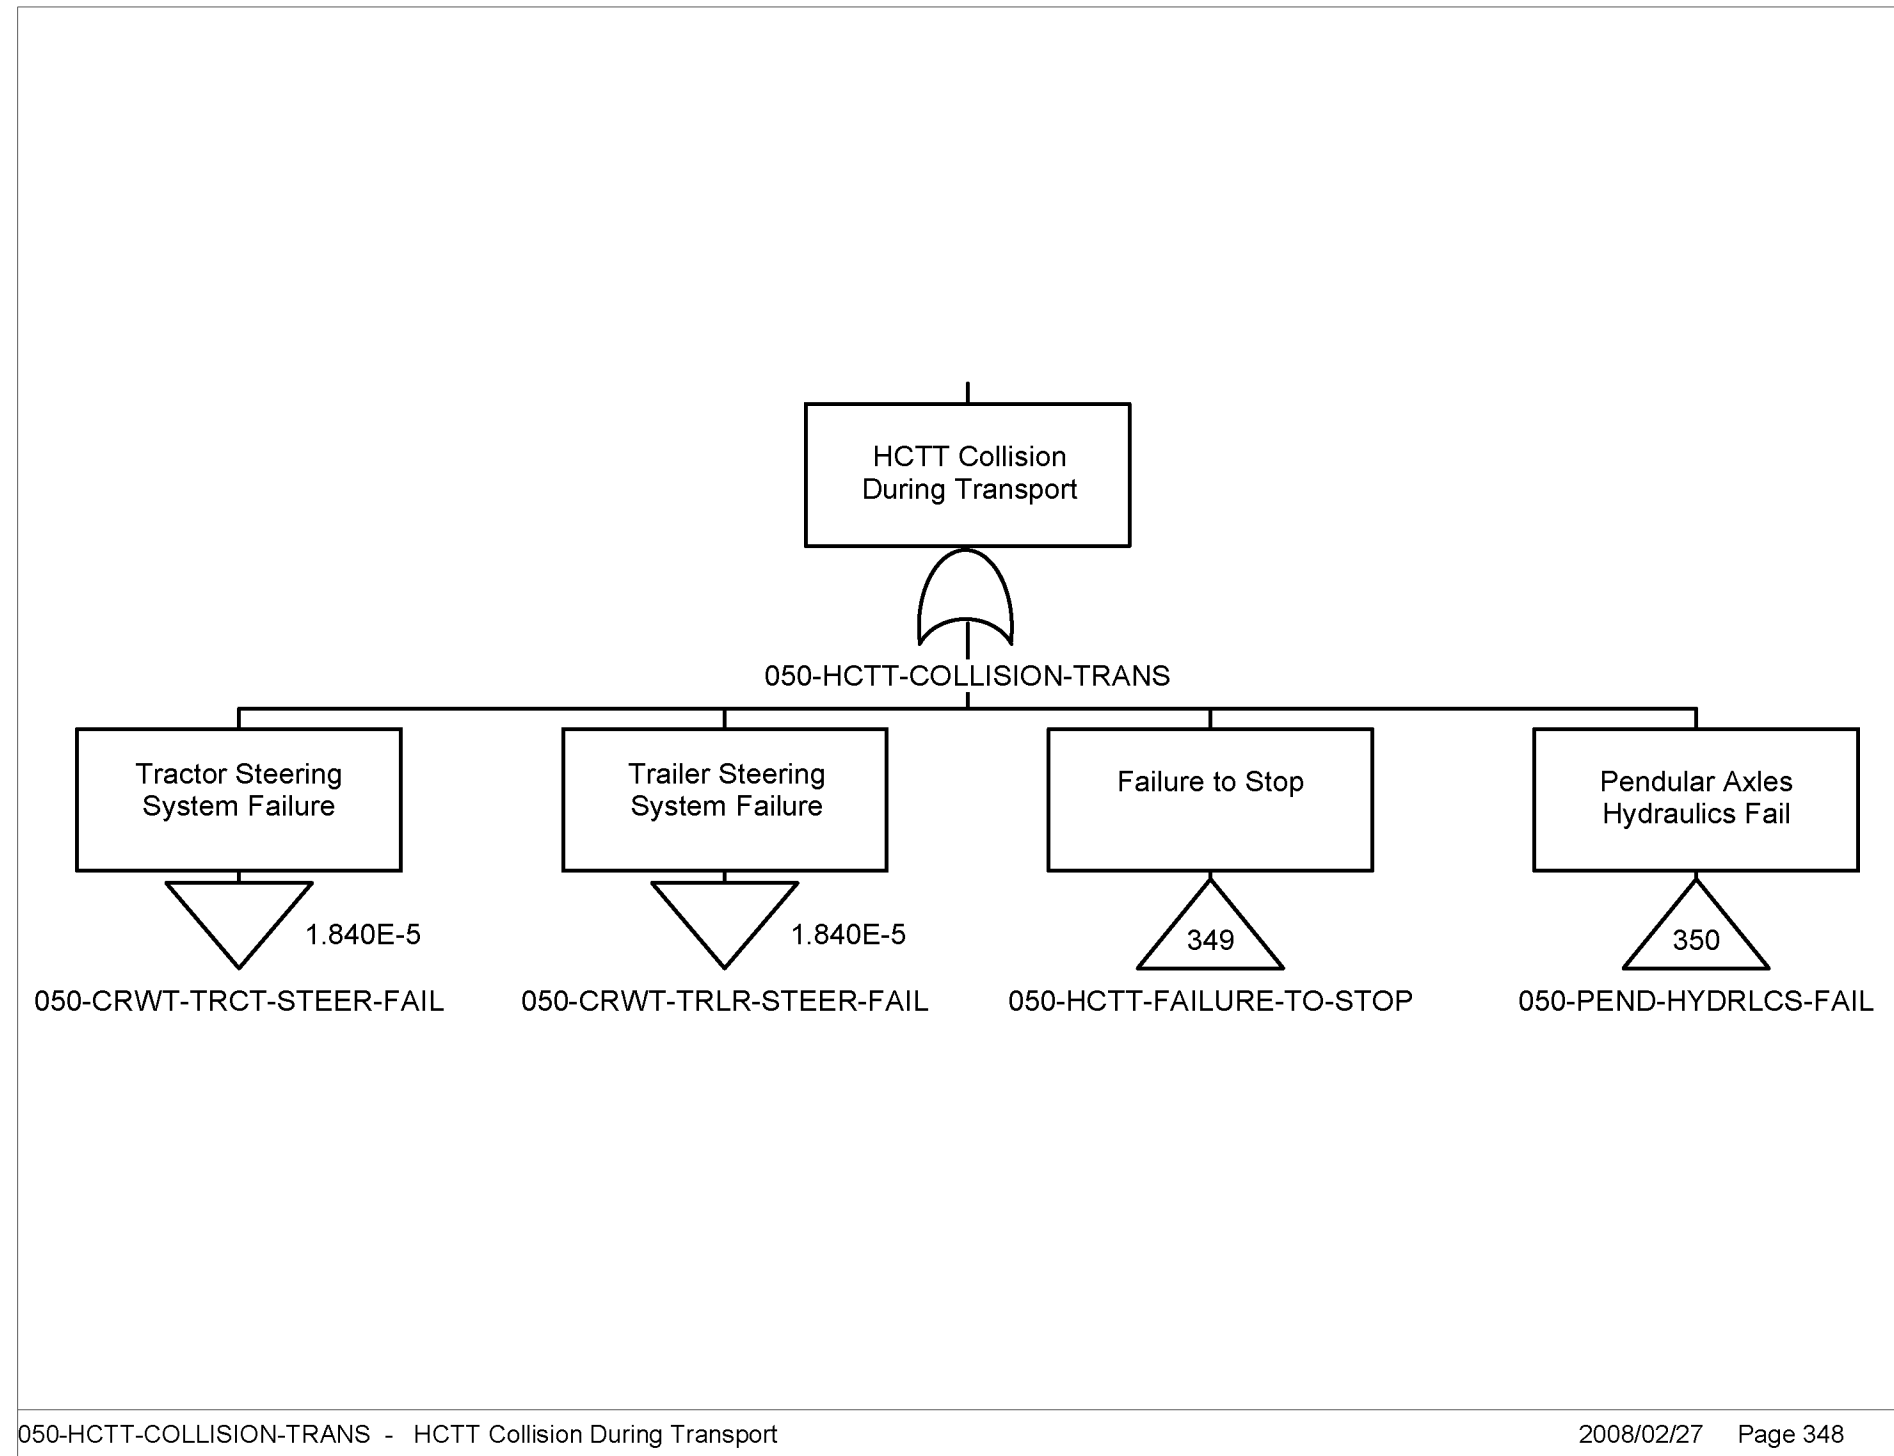 HCTT Collision
During Transport
050-HCTT-COLLISION-TRANS
Tractor Steering
System Failure
1.840E-5
050-CRWT-TRCT-STEER-FAIL
Trailer Steering
System Failure
1.840E-5
050-CRWT-TRLR-STEER-FAIL
Failure to Stop
349
050-HCTT-FAILURE-TO-STOP
Pendular Axles
Hydraulics Fail
350
050-PEND-HYDRLCS-FAIL
050-HCTT-COLLISION-TRANS - HCTT Collision During Transport
2008/02/27 Page 348